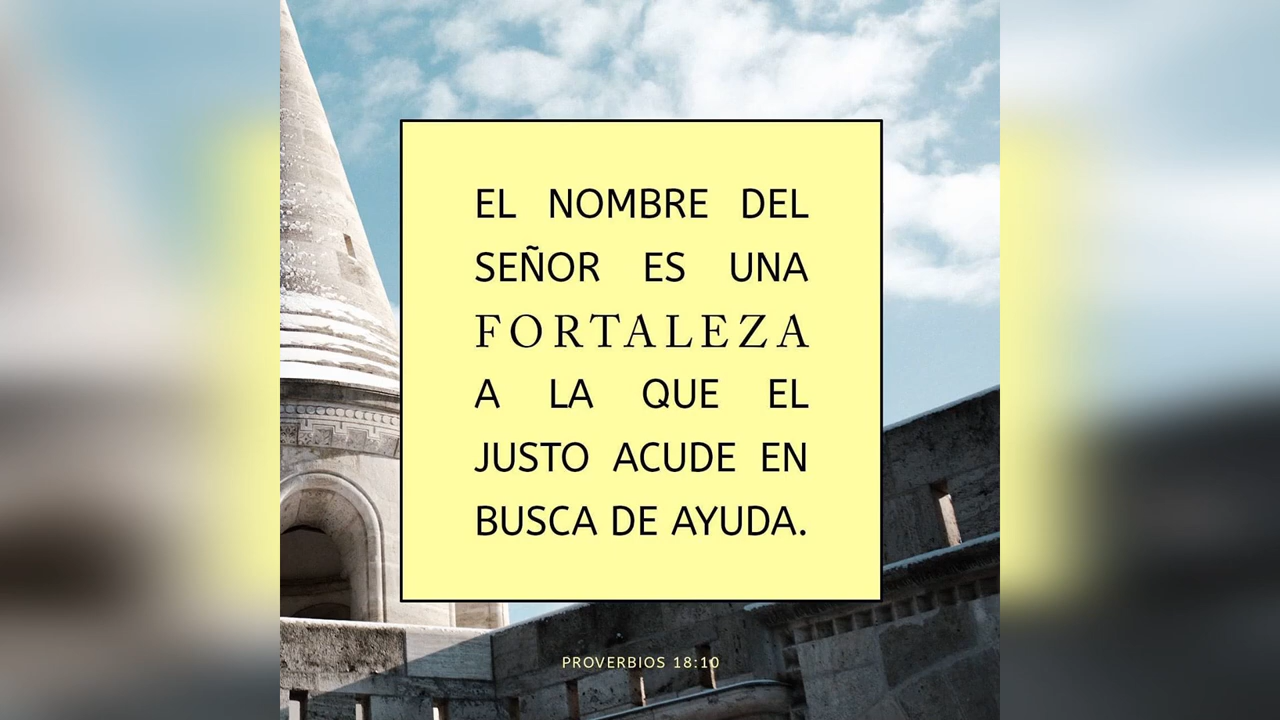 EL NOMBRE DEL
SEÑOR ES UNA
FORTALEZA
A LA QUE EL
JUSTO ACUDE EN
BUSCA DE AYUDA.
PROVERBIOS 18:10